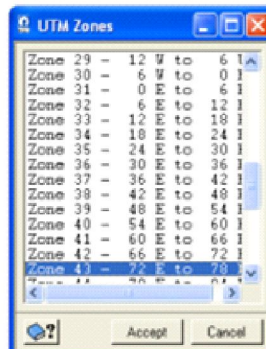 UTM Zones
Zone 29 - 12 W to 6
Zone 30 - 6 W to 0
Zone 31 - 0 E to 6
Zone 32 - 6 E to 12
Zone 33 - 12 E to 18
Zone 34 - 18 E to 24
Zone 35 - 24 E to 30
Zone 36 - 30 E to 36
Zone 37 - 36 E to 42
Zone 38 - 42 E to 48
Zone 39 - 48 E to 54
Zone 40 - 54 E to 60
Zone 41 - 60 E to 66
Zone 42 - 66 E to 72
Zone 43 - 72 E to 78
?
Accept
Cancel